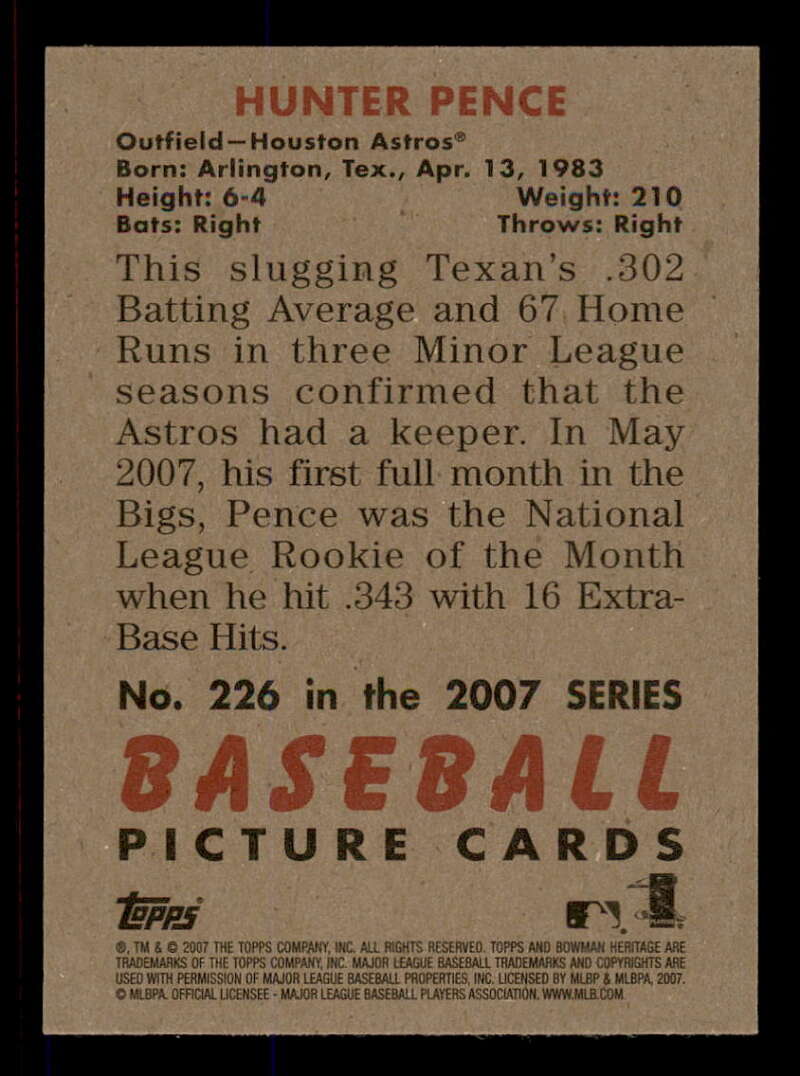 HUNTER PENCE
Outfield—Houston Astros®
Born: Arlington, Tex., Apr. 13, 1983
Height: 6-4 Weight: 210
Bats: Right Throws: Right
This slugging Texan's .302
Batting Average and 67 Home
Runs in three Minor League
seasons confirmed that the
Astros had a keeper. In May
2007, his first full month in the
Bigs, Pence was the National
League Rookie of the Month
when he hit .343 with 16 Extra-
Base Hits.
No. 226 in the 2007 SERIES
BASEBALL
PICTURE CARDS
topps
®, TM & © 2007 THE TOPPS COMPANY, INC. ALL RIGHTS RESERVED. TOPPS AND BOWMAN HERITAGE ARE
TRADEMARKS OF THE TOPPS COMPANY, INC. MAJOR LEAGUE BASEBALL TRADEMARKS AND COPYRIGHTS ARE
USED WITH PERMISSION OF MAJOR LEAGUE BASEBALL PROPERTIES, INC. LICENSED BY MLBP & MLBPA, 2007.
© MLBPA. OFFICIAL LICENSEE - MAJOR LEAGUE BASEBALL PLAYERS ASSOCIATION. WWW.MLB.COM